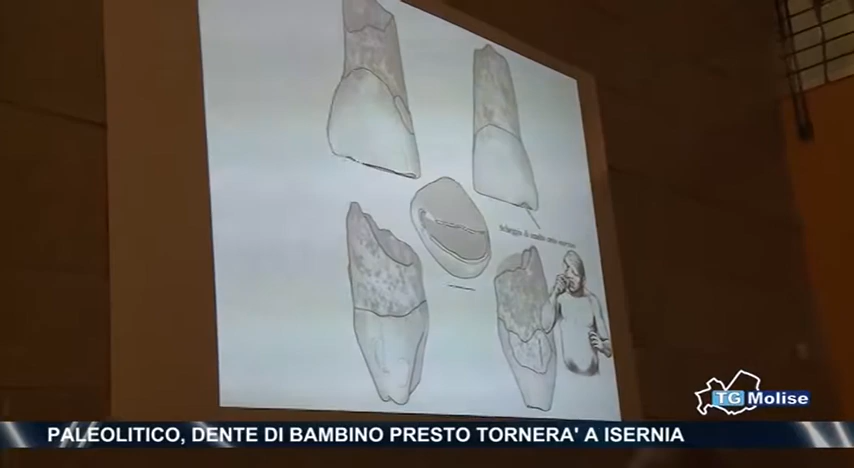 TG Molise
PALEOLITICO, DENTE DI BAMBINO PRESTO TORNERA' A ISERNIA